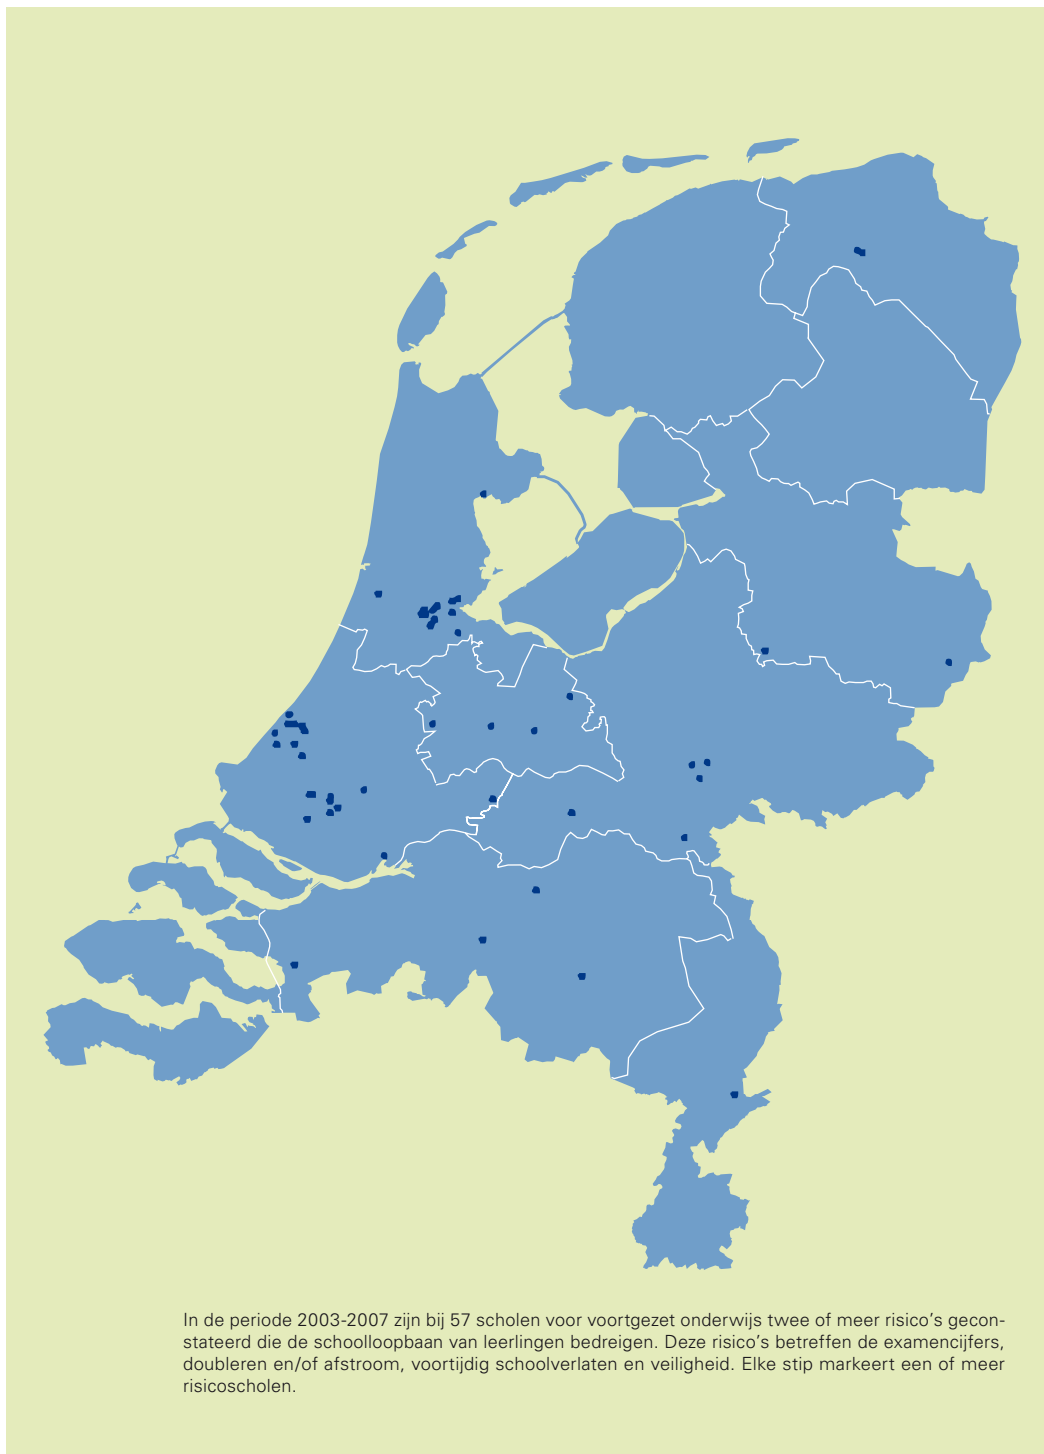 In de periode 2003-2007 zijn bij 57 scholen voor voortgezet onderwijs twee of meer risico's gecon-
stateerd die de schoolloopbaan van leerlingen bedreigen. Deze risico's betreffen de examencijfers,
doubleren en/of afstroom, voortijdig schoolverlaten en veiligheid. Elke stip markeert een of meer
risicoscholen.